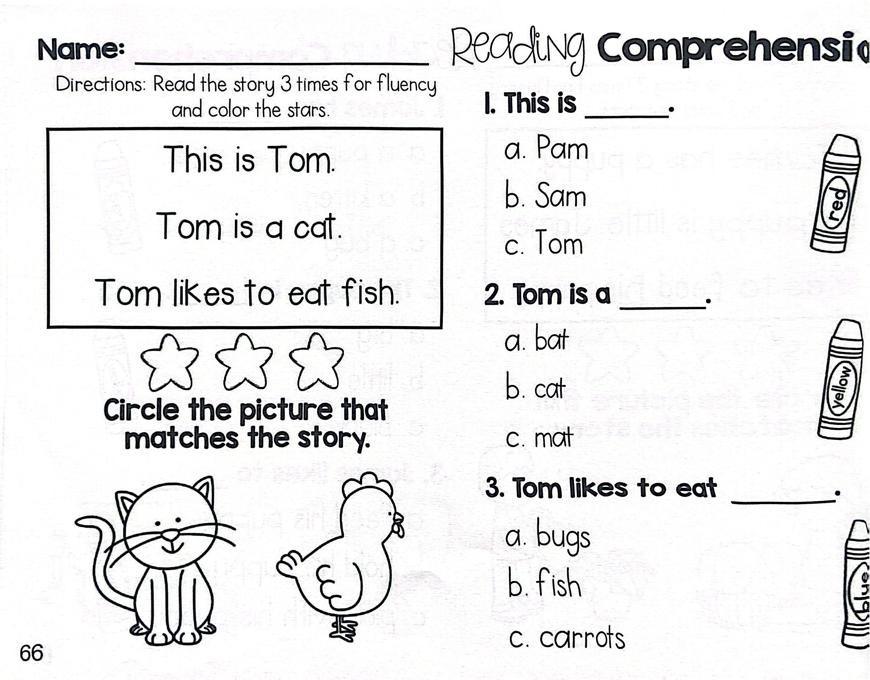 Name:
Directions: Read the story 3 times for fluency
and color the stars.
This is Tom.
Tom is a cat.
Tom likes to eat fish.
Circle the picture that
matches the story.
66
Reading Comprehensio
1. This is ______.
a. Pam
b. Sam
c. Tom
red
2. Tom is a ______.
a. bat
b. cat
c. mat
yellow
3. Tom likes to eat ______.
a. bugs
b. fish
c. carrots
blue